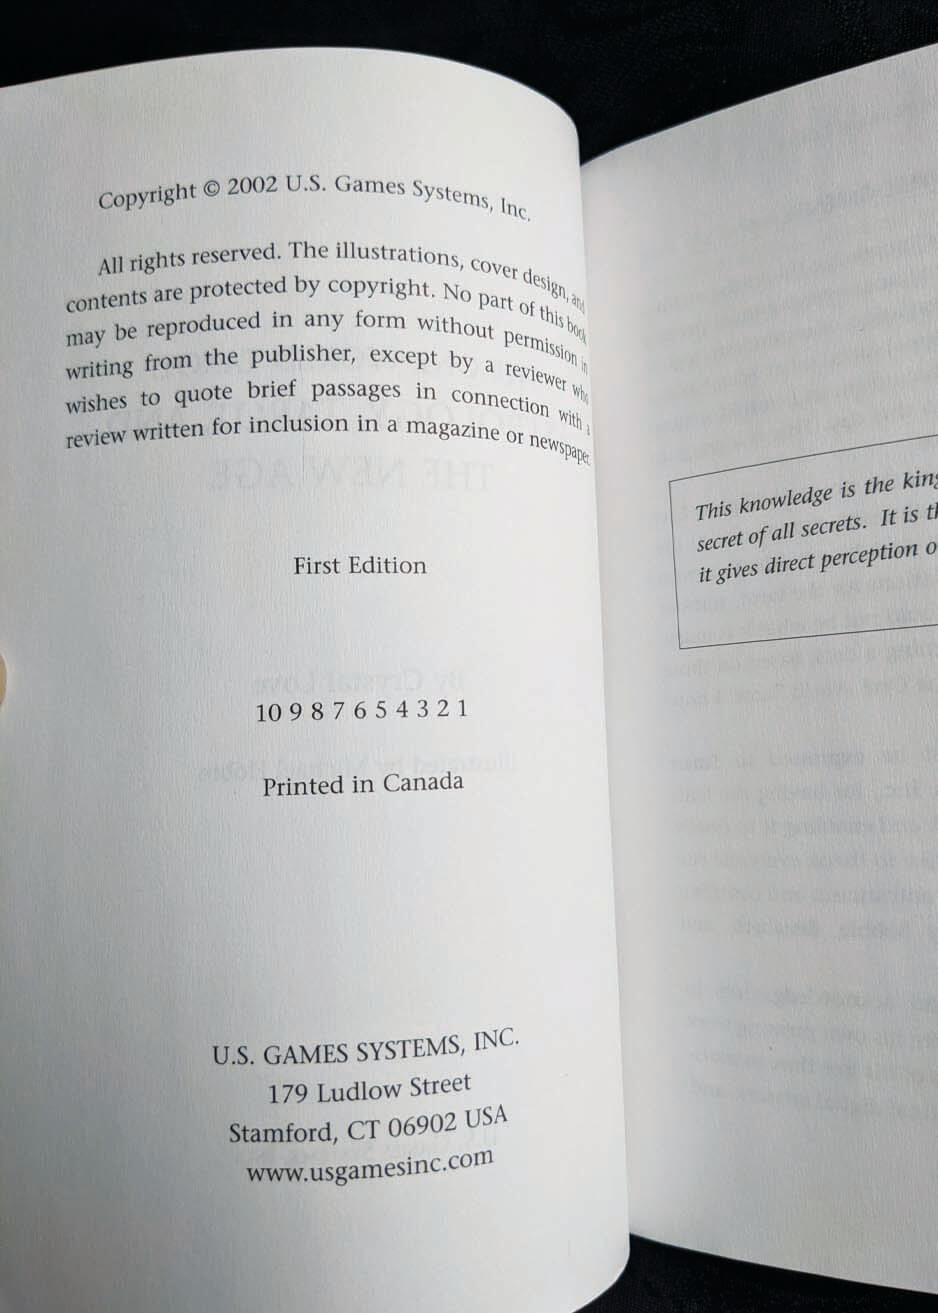 Copyright © 2002 U.S. Games Systems, Inc.
All rights reserved. The illustrations, cover design, and
contents are protected by copyright. No part of this book
may be reproduced in any form without permission in
writing from the publisher, except by a reviewer who
wishes to quote brief passages in connection with a
review written for inclusion in a magazine or newspaper.
First Edition
10 9 8 7 6 5 4 3 2 1
Printed in Canada
U.S. GAMES SYSTEMS, INC.
179 Ludlow Street
Stamford, CT 06902 USA
www.usgamesinc.com
This knowledge is the king
secret of all secrets. It is th
it gives direct perception o